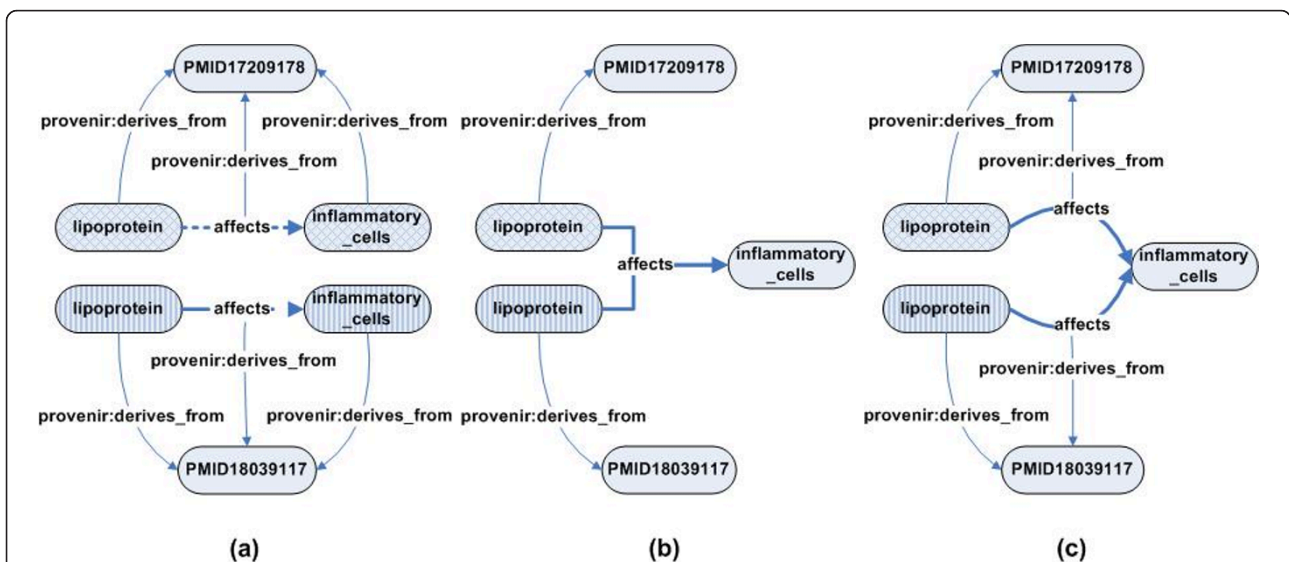 PMID17209178
provenir:derives_from
provenir:derives_from
provenir:derives_from
lipoprotein
affects
inflammatory
_cells
lipoprotein
affects
inflammatory
_cells
provenir:derives_from
provenir:derives_from
provenir:derives_from
PMID18039117
(a)
PMID17209178
provenir:derives_from
lipoprotein
affects
inflammatory
_cells
lipoprotein
provenir:derives_from
PMID18039117
(b)
PMID17209178
provenir:derives_from
provenir:derives_from
lipoprotein
affects
inflammatory
_cells
lipoprotein
affects
provenir:derives_from
provenir:derives_from
PMID18039117
(c)